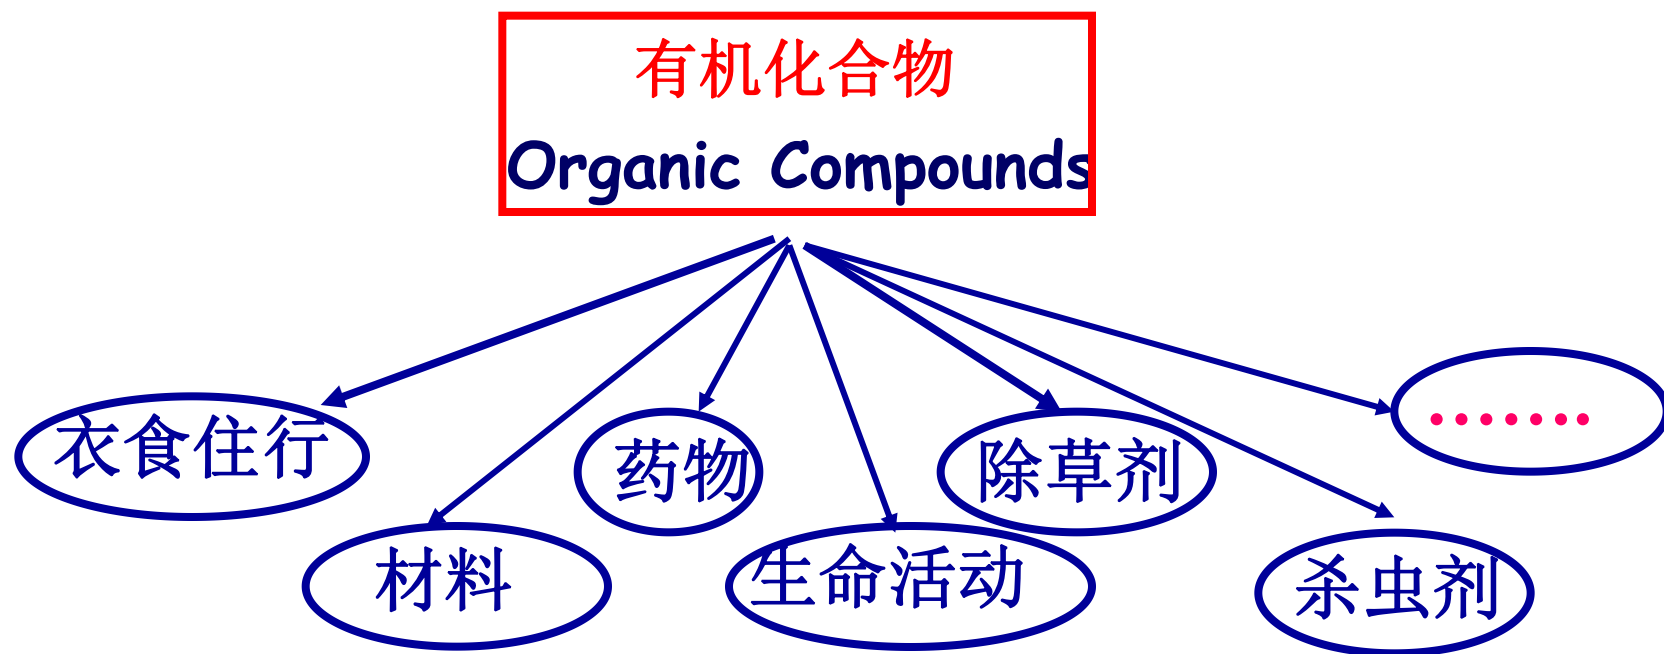 有机化合物
Organic Compounds
衣食住行
药物
除草剂
.......
材料
生命活动
杀虫剂